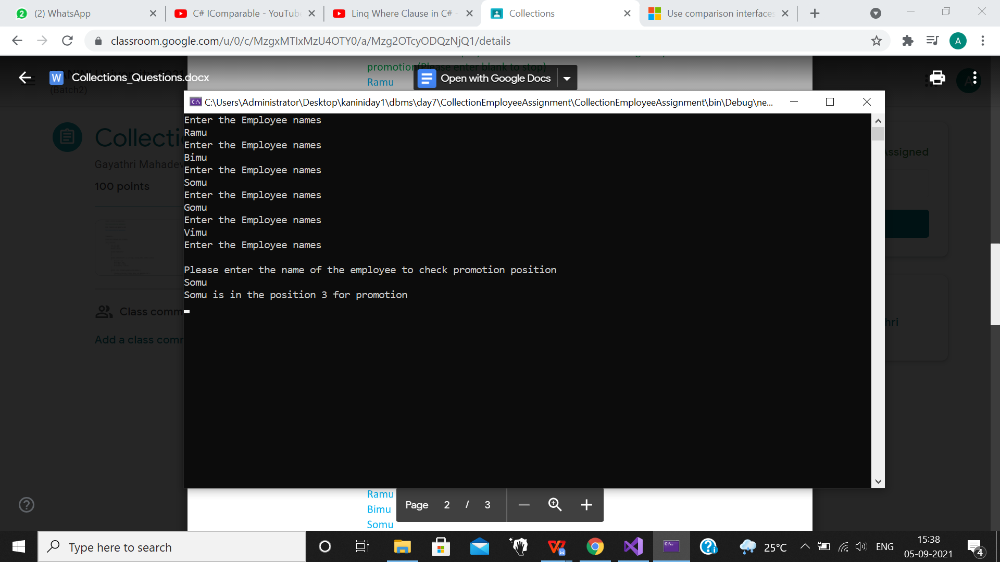 (2) WhatsApp
C# IComparable - YouTub
Linq Where Clause in C# -
Collections
Use comparison interfaces
classroom.google.com/u/0/c/MzgxMTIxMzU4OTY0/a/Mzg2OTcyODQzNjQ1/details
A
promotion(Please enter blank to stop)
Ramu
Collections_Questions.docx
Open with Google Docs
(Batch2)
C:\Users\Administrator\Desktop\kaniniday1\dbms\day7\CollectionEmployeeAssignment\CollectionEmployeeAssignment\bin\Debug\ne...
Enter the Employee names
Ramu
Enter the Employee names
Bimu
Enter the Employee names
Somu
Enter the Employee names
Gomu
Enter the Employee names
Vimu
Enter the Employee names
Please enter the name of the employee to check promotion position
Somu
Somu is in the position 3 for promotion
Collecti
Gayathri Mahadev
100 points
Assigned
Class comm
hri
Add a class comm
Ramu
Bimu
Somu
Page 2 / 3
Type here to search
25°C
ENG
15:38
05-09-2021
4